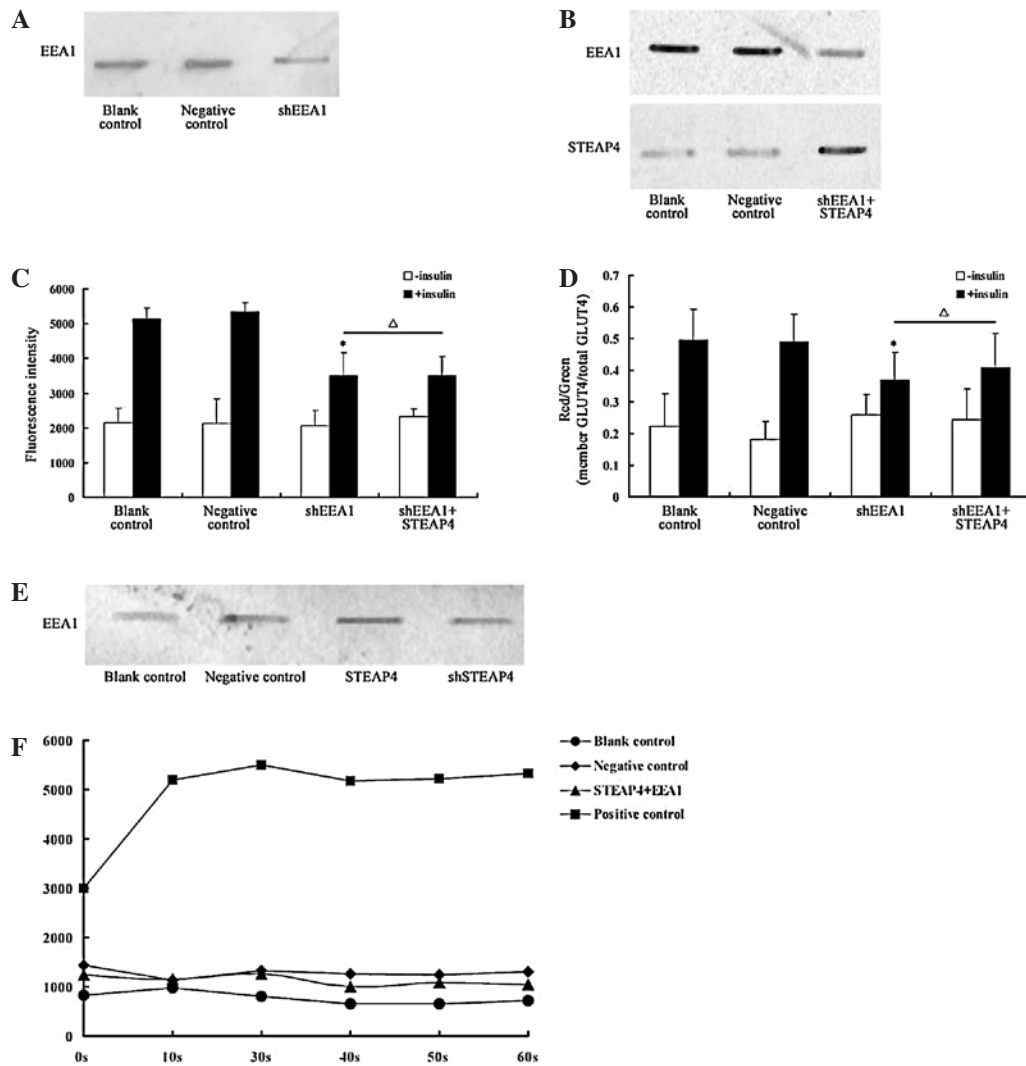 A
EEA1
Blank
control
Negative
control
shEEA1
B
EEA1
STEAP4
Blank
control
Negative
control
shEEA1+
STEAP4
C
-insulin
+insulin
Fluorescence intensity
6000
5000
4000
3000
2000
1000
0
*
△
Blank
control
Negative
control
shEEA1
shEEA1+
STEAP4
D
-insulin
+insulin
Red/Green
(member GLUT4/total GLUT4)
0.7
0.6
0.5
0.4
0.3
0.2
0.1
0
*
△
Blank
control
Negative
control
shEEA1
shEEA1+
STEAP4
E
EEA1
Blank control
Negative control
STEAP4
shSTEAP4
F
6000
5000
4000
3000
2000
1000
0
0s
10s
30s
40s
50s
60s
Blank control
Negative control
STEAP4+EEA1
Positive control